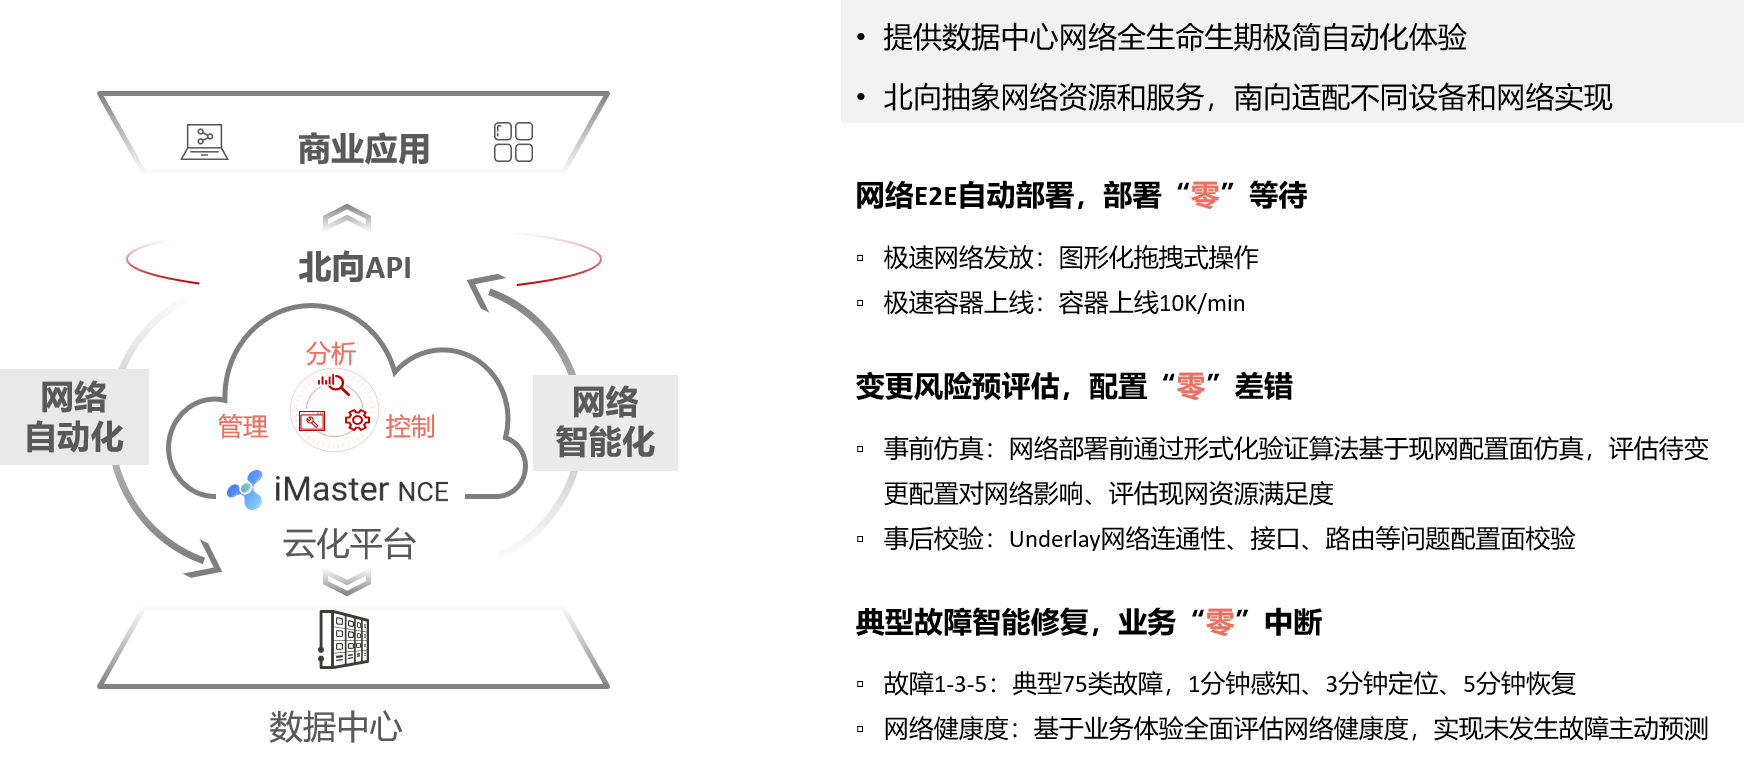 商业应用
北向API
分析
管理
控制
网络
自动化
网络
智能化
iMaster NCE
云化平台
数据中心
• 提供数据中心网络全生命生期极简自动化体验
• 北向抽象网络资源和服务，南向适配不同设备和网络实现
网络E2E自动部署，部署“零”等待
▫ 极速网络发放：图形化拖拽式操作
▫ 极速容器上线：容器上线10K/min
变更风险预评估，配置“零”差错
▫ 事前仿真：网络部署前通过形式化验证算法基于现网配置面仿真，评估待变
更配置对网络影响、评估现网资源满足度
▫ 事后校验：Underlay网络连通性、接口、路由等问题配置面校验
典型故障智能修复，业务“零”中断
▫ 故障1-3-5：典型75类故障，1分钟感知、3分钟定位、5分钟恢复
▫ 网络健康度：基于业务体验全面评估网络健康度，实现未发生故障主动预测